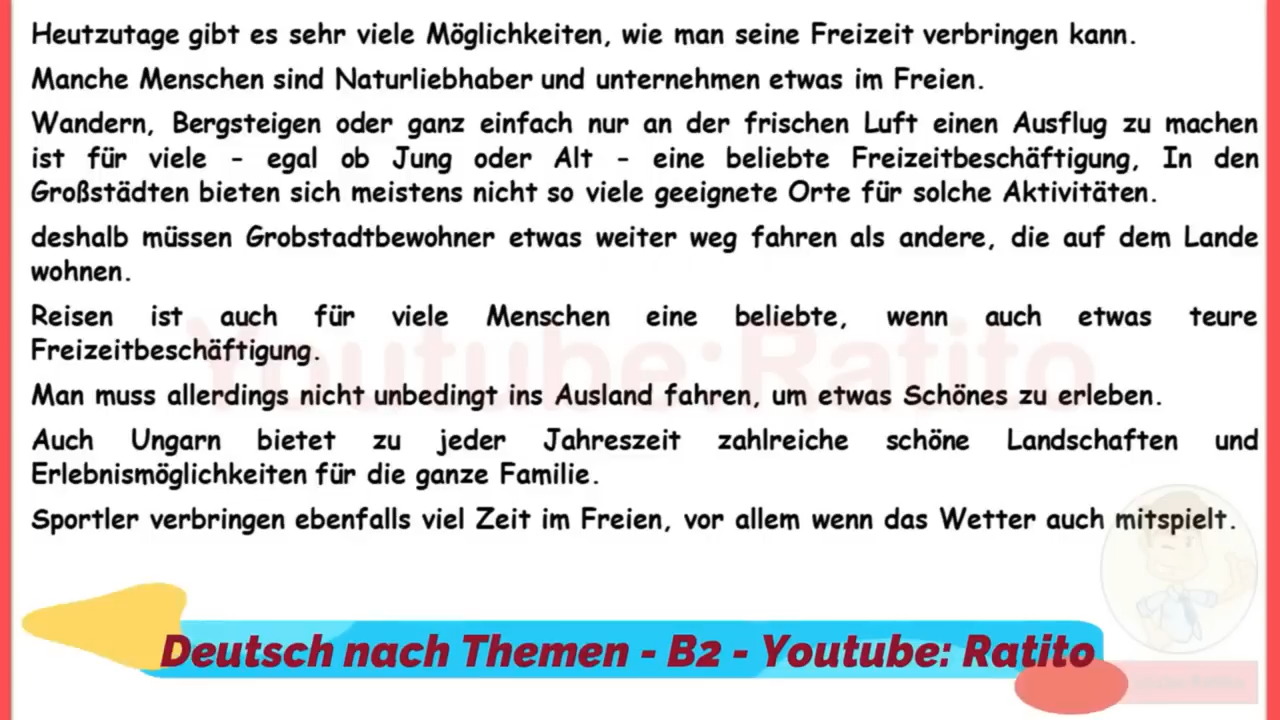 Heutzutage gibt es sehr viele Möglichkeiten, wie man seine Freizeit verbringen kann.
Manche Menschen sind Naturliebhaber und unternehmen etwas im Freien.
Wandern, Bergsteigen oder ganz einfach nur an der frischen Luft einen Ausflug zu machen
ist für viele - egal ob Jung oder Alt - eine beliebte Freizeitbeschäftigung, In den
Großstädten bieten sich meistens nicht so viele geeignete Orte für solche Aktivitäten.
deshalb müssen Grobstadtbewohner etwas weiter weg fahren als andere, die auf dem Lande
wohnen.
Reisen ist auch für viele Menschen eine beliebte, wenn auch etwas teure
Freizeitbeschäftigung.
Youtube:Ratito
Man muss allerdings nicht unbedingt ins Ausland fahren, um etwas Schönes zu erleben.
Auch Ungarn bietet zu jeder Jahreszeit zahlreiche schöne Landschaften und
Erlebnismöglichkeiten für die ganze Familie.
Sportler verbringen ebenfalls viel Zeit im Freien, vor allem wenn das Wetter auch mitspielt.
Deutsch nach Themen - B2 - Youtube: Ratito